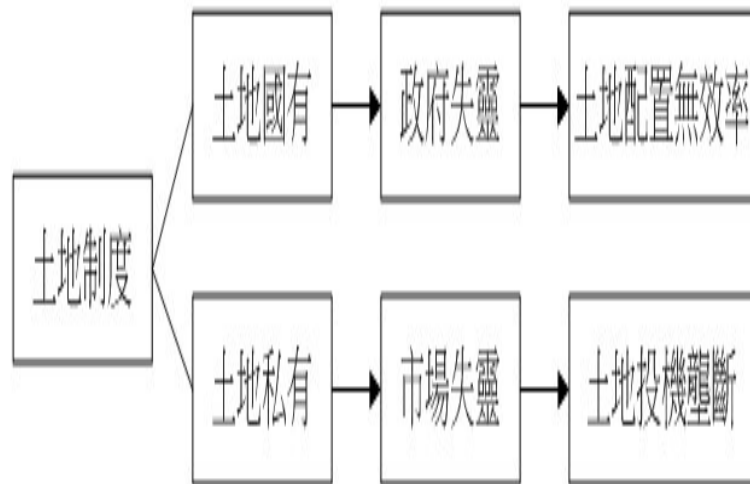 土地國有
政府失靈
土地配置無效率
土地制度
土地私有
市場失靈
土地投機壟斷